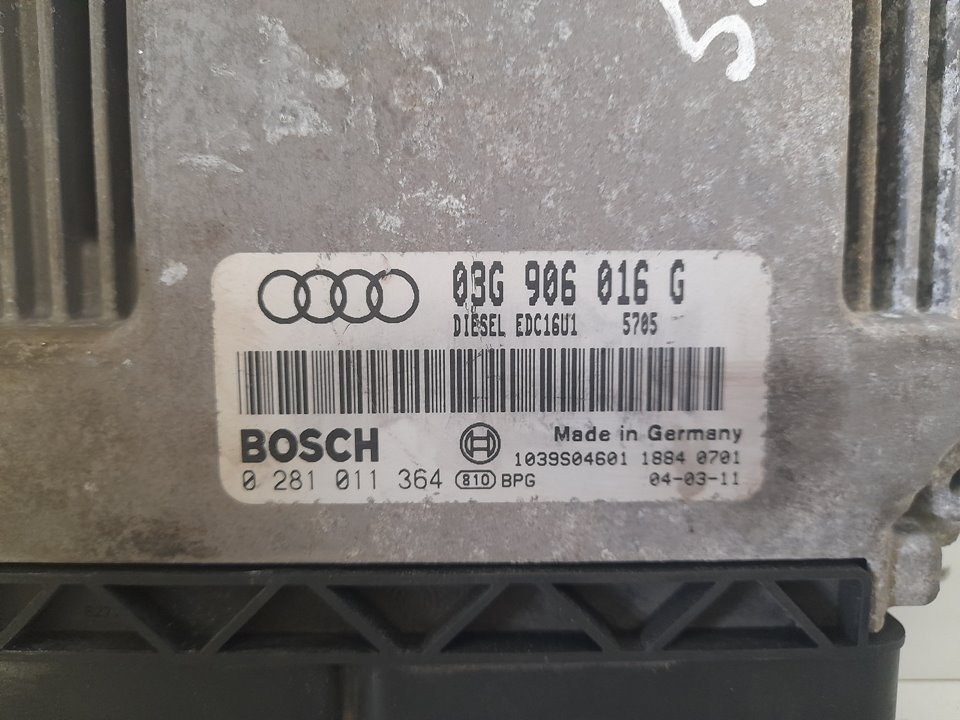 5.
03G 906 016 G
DIESEL EDC16U1 5705
BOSCH
Made in Germany
1039S04601 1884 0701
0 281 011 364 810 BPG
04-03-11